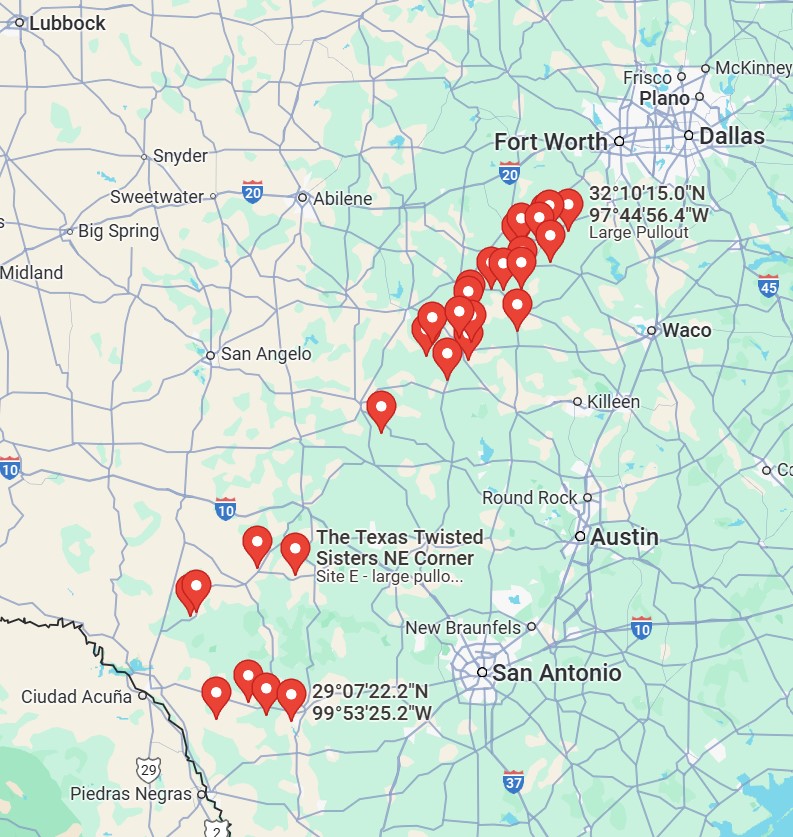 Lubbock
McKinney
Frisco
Plano
Fort Worth
Dallas
Snyder
20
Sweetwater
20
Abilene
32°10'15.0"N
97°44'56.4"W
Large Pullout
s
Big Spring
Midland
45
Waco
San Angelo
Killeen
10
Co
Round Rock
10
Austin
The Texas Twisted
Sisters NE Corner
Site E - large pullo...
New Braunfels
10
San Antonio
Ciudad Acuña
29°07'22.2"N
99°53'25.2"W
29
37
Piedras Negras
2